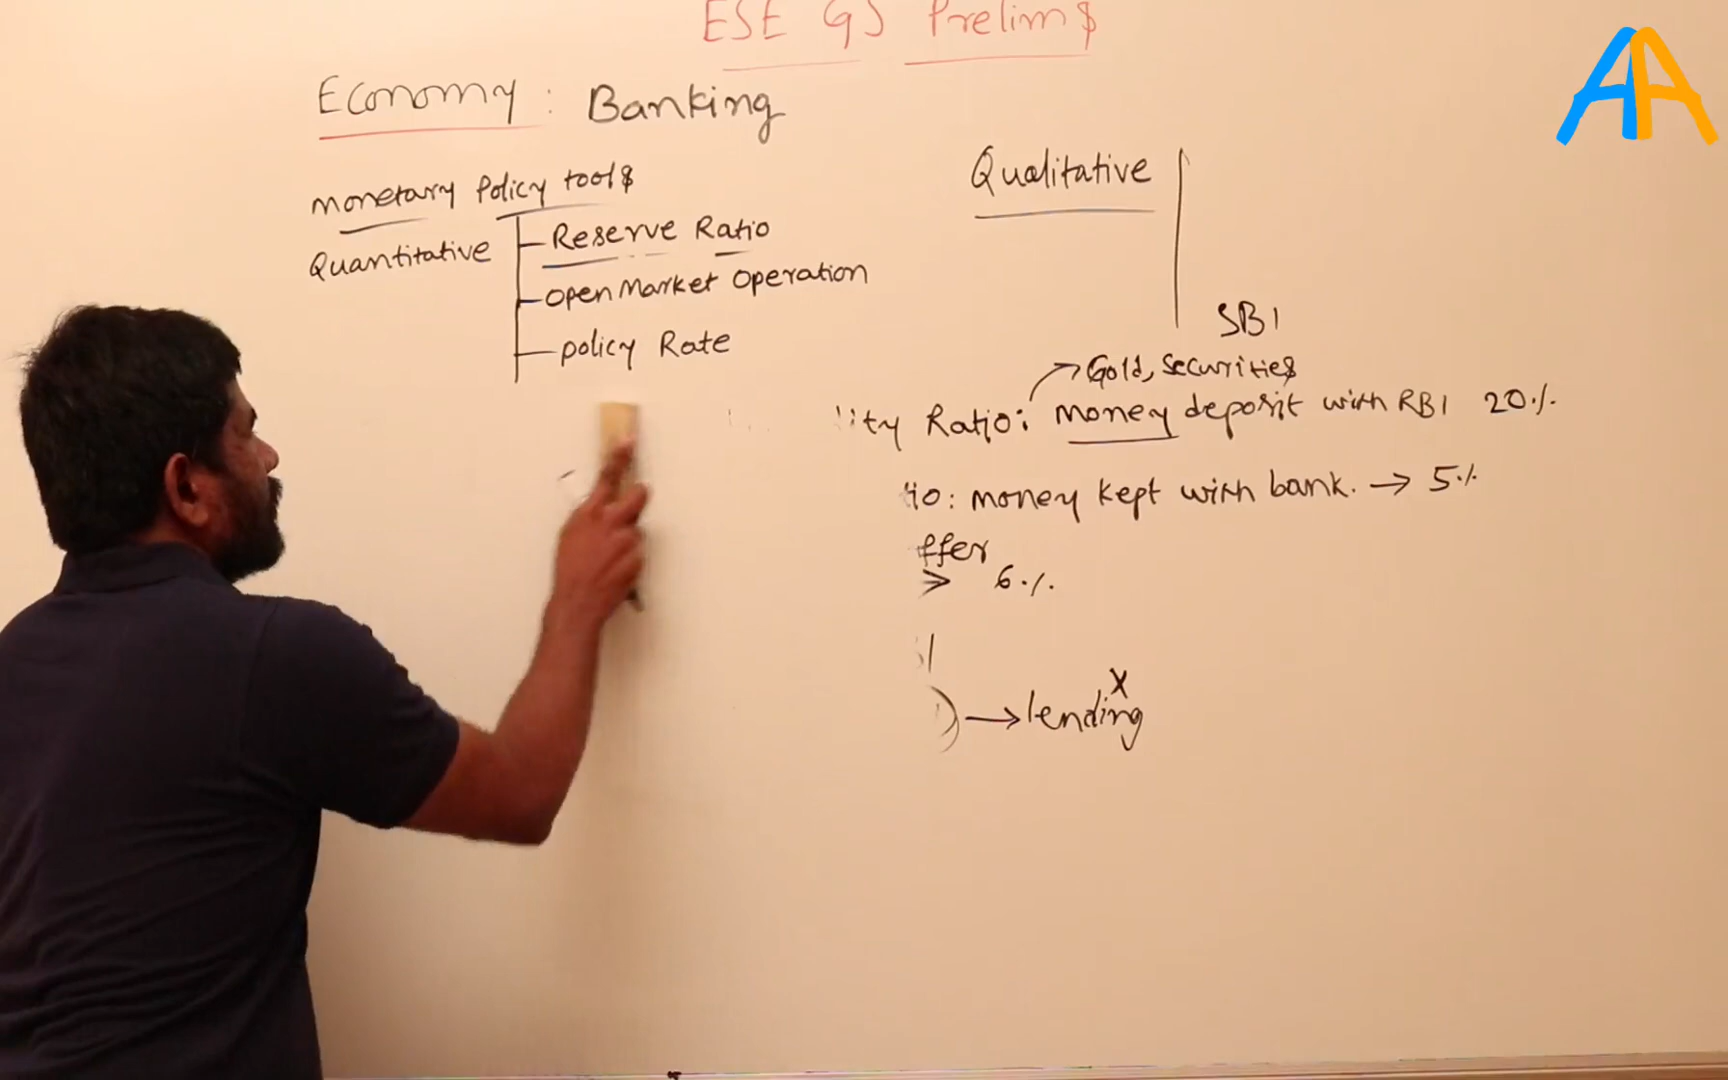 ESE GS Prelims
Economy : Banking
Monetary Policy tools
Quantitative
Reserve Ratio
Open Market Operation
Policy Rate
Qualitative
SBI
→ Gold, Securities
ity Ratio: Money deposit with RBI 20%
io: money kept with bank. → 5%
ffer
> 6%
→ lending
x
AA